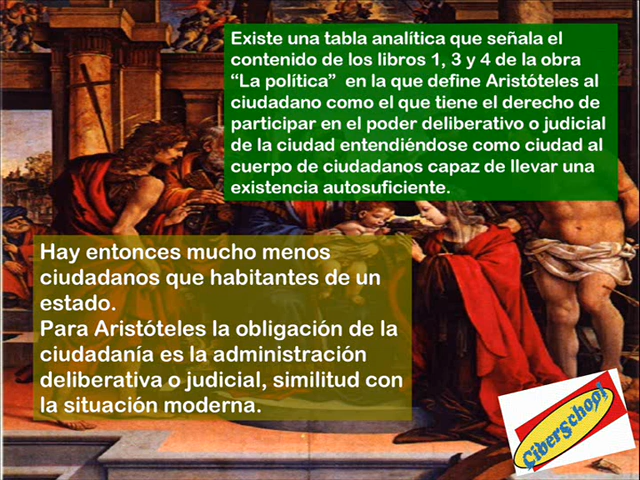 Existe una tabla analítica que señala el
contenido de los libros 1, 3 y 4 de la obra
“La política”  en la que define Aristóteles al
ciudadano como el que tiene el derecho de
participar en el poder deliberativo o judicial
de la ciudad entendiéndose como ciudad al
cuerpo de ciudadanos capaz de llevar una
existencia autosuficiente.
Hay entonces mucho menos
ciudadanos que habitantes de un
estado.
Para Aristóteles la obligación de la
ciudadanía es la administración
deliberativa o judicial, similitud con
la situación moderna.
CiberSchool